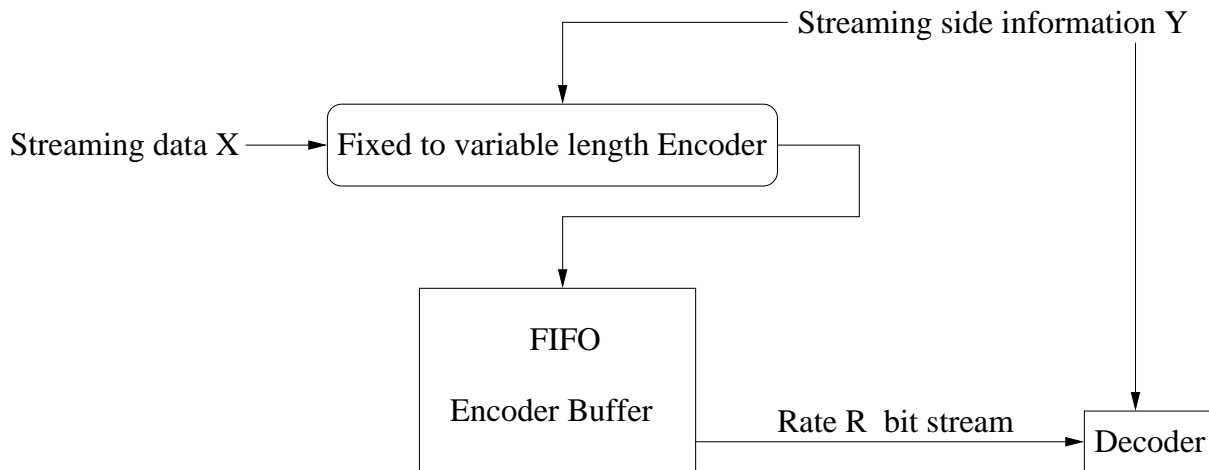 Streaming side information Y
Streaming data X
Fixed to variable length Encoder
FIFO
Encoder Buffer
Rate R bit stream
Decoder